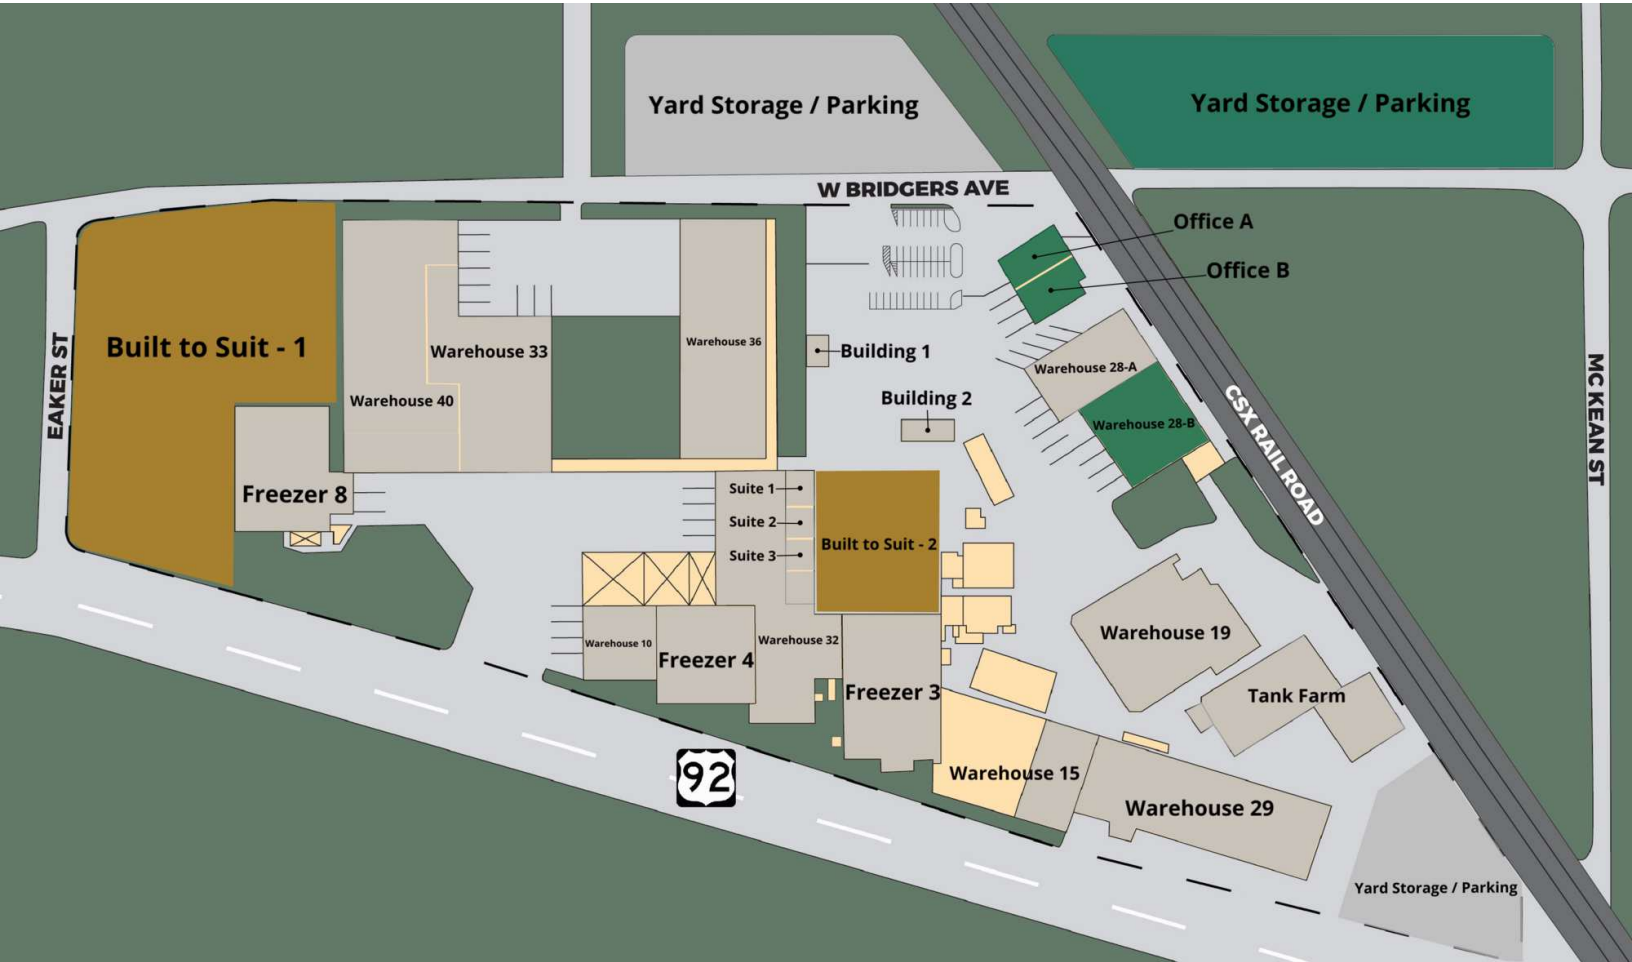 Yard Storage / Parking
Yard Storage / Parking
W BRIDGERS AVE
Office A
Office B
Built to Suit - 1
EAKER ST
Warehouse 33
Warehouse 36
Building 1
Warehouse 40
Building 2
Warehouse 28-A
Warehouse 28-B
CSX RAIL ROAD
MC KEAN ST
Freezer 8
Suite 1
Suite 2
Suite 3
Built to Suit - 2
Warehouse 10
Freezer 4
Warehouse 32
Freezer 3
Warehouse 19
Tank Farm
92
Warehouse 15
Warehouse 29
Yard Storage / Parking